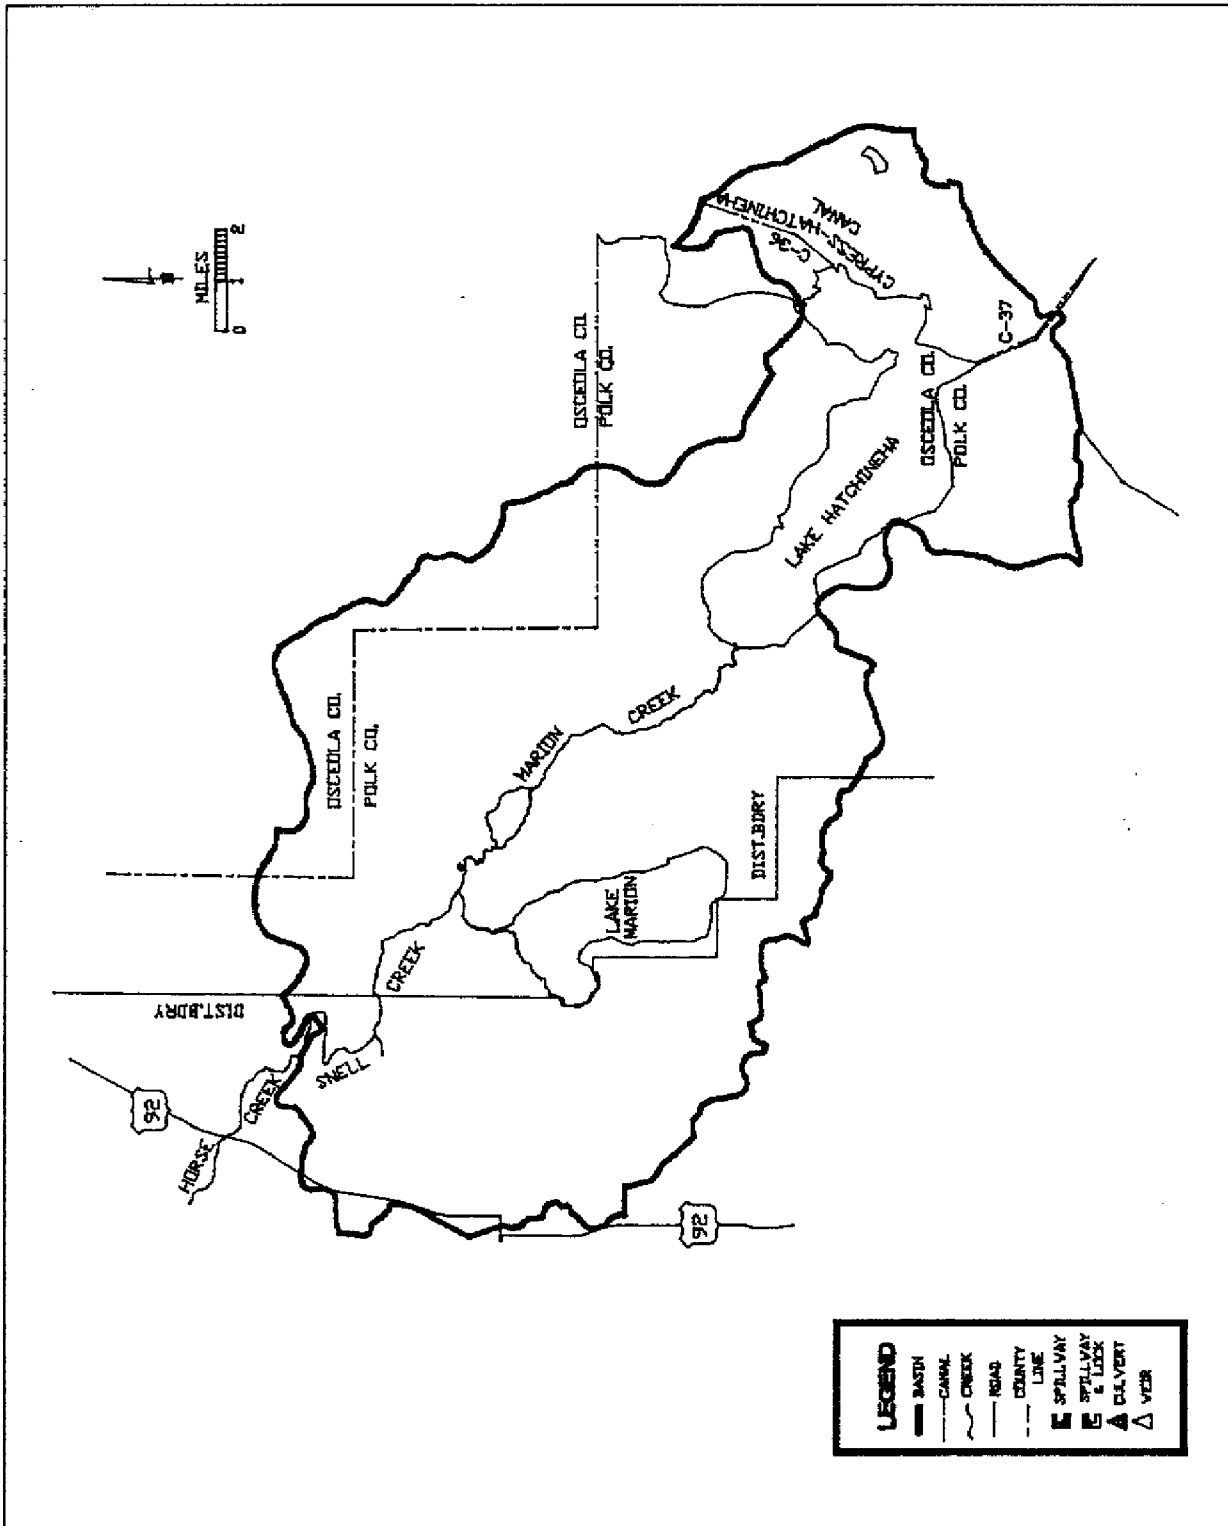 MILES
0 1 2
HORSE
CREEK
92
DIST.BDRY
SNELL
CREEK
OSCEOLA CO.
POLK CO.
MARION
CREEK
LAKE
MARION
DIST.BDRY
92
OSCEOLA CO.
POLK CO.
LAKE HATCHINEHA
CYPRESS-HATCHINEHA
CANAL
C-36
OSCEOLA CO.
POLK CO.
C-37
LEGEND
BASIN
CANAL
CREEK
ROAD
COUNTY
LINE
SPILLWAY
SPILLWAY
& LOCK
CULVERT
WEIR